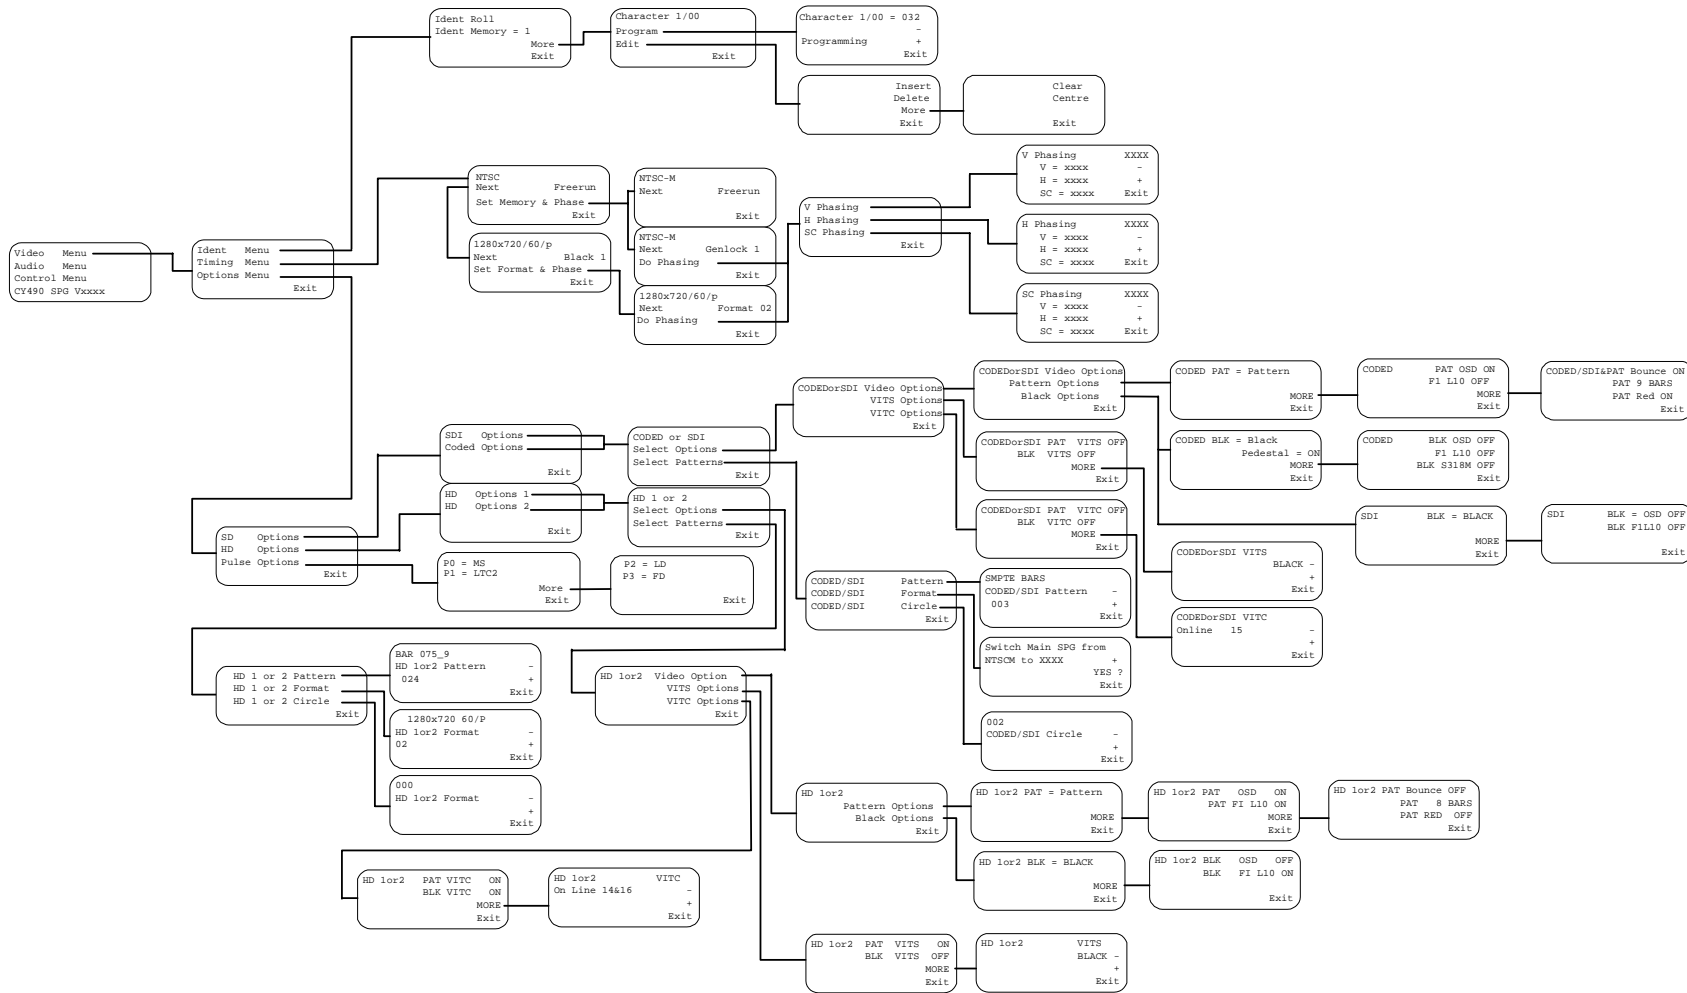 Ident Roll
Ident Memory = 1
More
Exit
Character 1/00
Program
Edit
Exit
Character 1/00 = 032
-
Programming +
Exit
Insert
Delete
More
Exit
Clear
Centre
Exit
Video Menu
Audio Menu
Control Menu
CY490 SPG Vxxxx
Ident Menu
Timing Menu
Options Menu
Exit
NTSC
Next Freerun
Set Memory & Phase
Exit
1280x720/60/p
Next Black 1
Set Format & Phase
Exit
NTSC-M
Next Freerun
Exit
NTSC-M
Next Genlock 1
Do Phasing
Exit
1280x720/60/p
Next Format 02
Do Phasing
Exit
V Phasing
H Phasing
SC Phasing
Exit
V Phasing XXXX
V = xxxx -
H = xxxx +
SC = xxxx Exit
H Phasing XXXX
V = xxxx -
H = xxxx +
SC = xxxx Exit
SC Phasing XXXX
V = xxxx -
H = xxxx +
SC = xxxx Exit
SD Options
HD Options
Pulse Options
Exit
SDI Options
Coded Options
Exit
HD Options 1
HD Options 2
Exit
P0 = MS
P1 = LTC2
More
Exit
P2 = LD
P3 = FD
Exit
CODED or SDI
Select Options
Select Patterns
Exit
HD 1 or 2
Select Options
Select Patterns
Exit
CODEDorSDI Video Options
VITS Options
VITC Options
Exit
CODEDorSDI Video Options
Pattern Options
Black Options
Exit
CODED PAT = Pattern
MORE
Exit
CODED PAT OSD ON
F1 L10 OFF
MORE
Exit
CODED/SDI&PAT Bounce ON
PAT 9 BARS
PAT Red ON
Exit
CODED BLK = Black
Pedestal = ON
MORE
Exit
CODED BLK OSD OFF
F1 L10 OFF
BLK S318M OFF
Exit
SDI BLK = BLACK
MORE
Exit
SDI BLK = OSD OFF
BLK F1L10 OFF
Exit
CODEDorSDI PAT VITS OFF
BLK VITS OFF
MORE
Exit
CODEDorSDI PAT VITC OFF
BLK VITC OFF
MORE
Exit
CODEDorSDI VITS
BLACK -
+
Exit
CODEDorSDI VITC
Online 15 -
+
Exit
CODED/SDI Pattern
CODED/SDI Format
CODED/SDI Circle
Exit
SMPTE BARS
CODED/SDI Pattern -
003 +
Exit
Switch Main SPG from
NTSCM to XXXX +
YES ?
Exit
002
CODED/SDI Circle -
+
Exit
HD 1 or 2 Pattern
HD 1 or 2 Format
HD 1 or 2 Circle
Exit
BAR 075_9
HD 1or2 Pattern -
024 +
Exit
1280x720 60/P
HD 1or2 Format -
02 +
Exit
000
HD 1or2 Format -
+
Exit
HD 1or2 Video Option
VITS Options
VITC Options
Exit
HD 1or2
Pattern Options
Black Options
Exit
HD 1or2 PAT = Pattern
MORE
Exit
HD 1or2 PAT OSD ON
PAT FI L10 ON
MORE
Exit
HD 1or2 PAT Bounce OFF
PAT 8 BARS
PAT RED OFF
Exit
HD 1or2 BLK = BLACK
MORE
Exit
HD 1or2 BLK OSD OFF
BLK FI L10 ON
Exit
HD 1or2 PAT VITC ON
BLK VITC ON
MORE
Exit
HD 1or2 VITC
On Line 14&16 -
+
Exit
HD 1or2 PAT VITS ON
BLK VITS OFF
MORE
Exit
HD 1or2 VITS
BLACK -
+
Exit